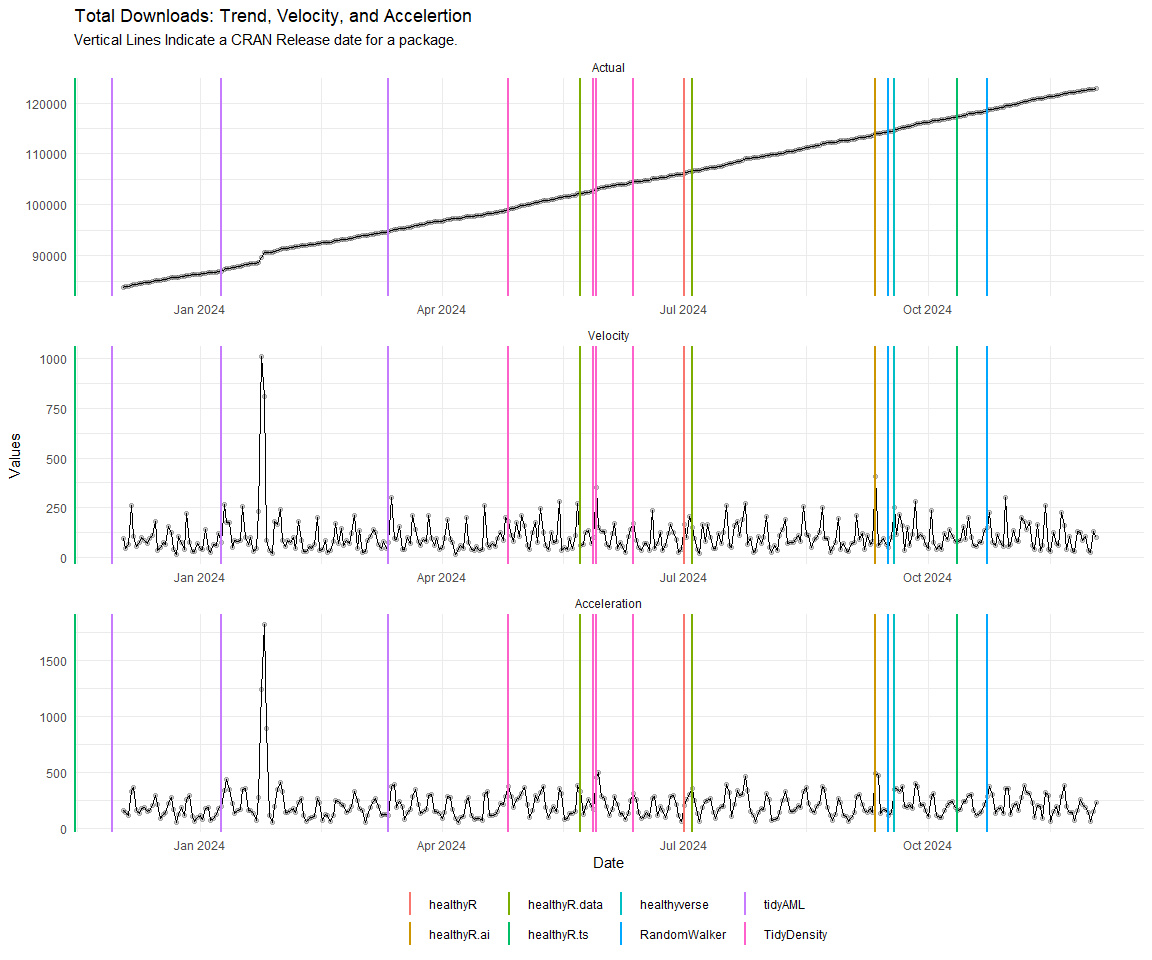 Total Downloads: Trend, Velocity, and Accelertion
Vertical Lines Indicate a CRAN Release date for a package.
Actual
120000
110000
100000
90000
Jan 2024 Apr 2024 Jul 2024 Oct 2024
Velocity
1000
750
500
250
0
Jan 2024 Apr 2024 Jul 2024 Oct 2024
Values
Acceleration
1500
1000
500
0
Jan 2024 Apr 2024 Jul 2024 Oct 2024
Date
healthyR healthyR.data healthyverse tidyAML
healthyR.ai healthyR.ts RandomWalker TidyDensity